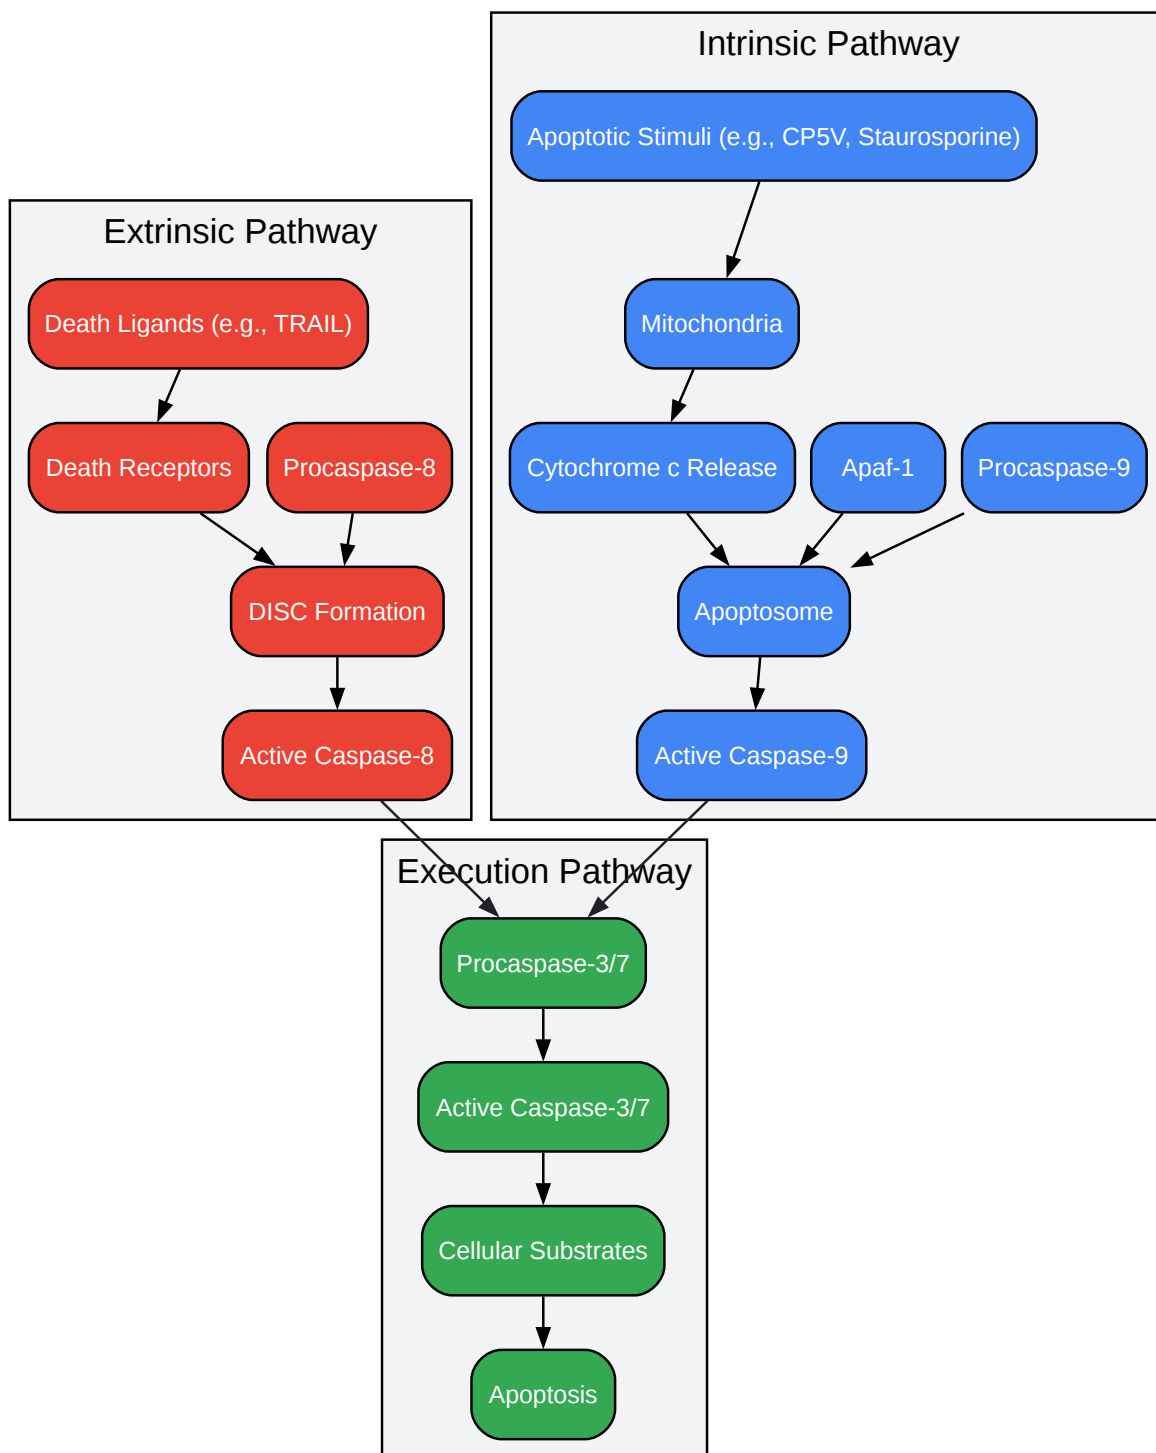 Extrinsic Pathway
Death Ligands (e.g., TRAIL)
Death Receptors
Procaspase-8
DISC Formation
Active Caspase-8
Intrinsic Pathway
Apoptotic Stimuli (e.g., CP5V, Staurosporine)
Mitochondria
Cytochrome c Release
Apaf-1
Procaspase-9
Apoptosome
Active Caspase-9
Execution Pathway
Procaspase-3/7
Active Caspase-3/7
Cellular Substrates
Apoptosis